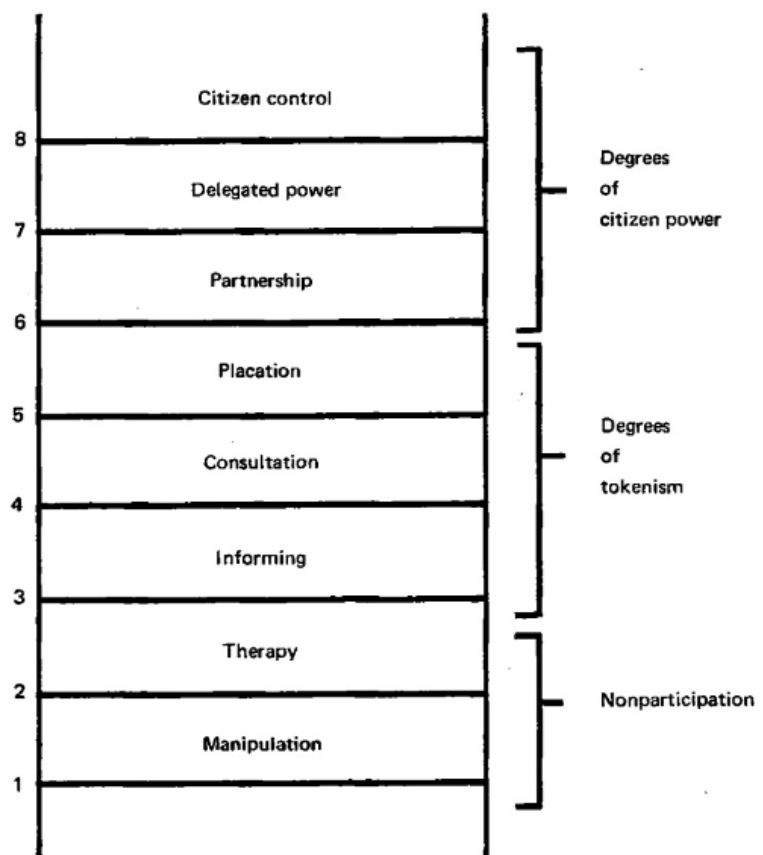 Citizen control
8
Delegated power
7
Partnership
6
Placation
5
Consultation
4
Informing
3
Therapy
2
Manipulation
1
Degrees
of
citizen power
Degrees
of
tokenism
Nonparticipation